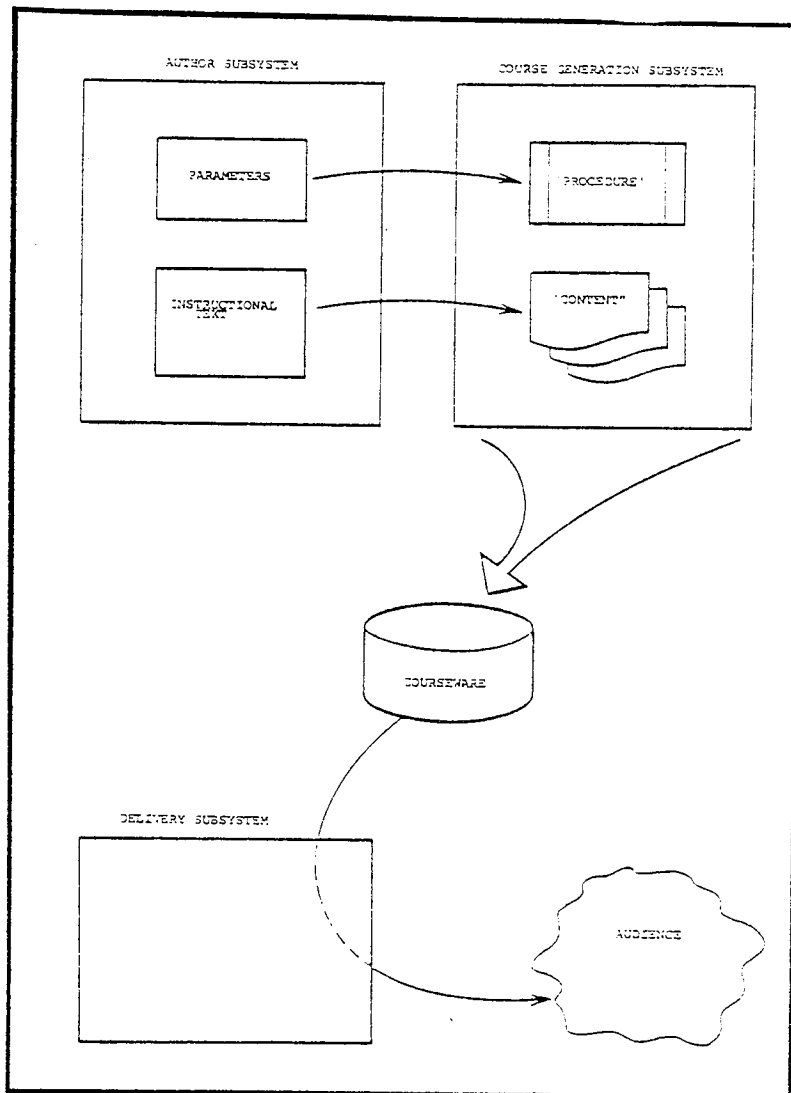 AUTHOR SUBSYSTEM
COURSE GENERATION SUBSYSTEM
PARAMETERS
"PROCEDURE"
INSTRUCTIONAL
TEXT
"CONTENT"
COURSEWARE
DELIVERY SUBSYSTEM
AUDIENCE